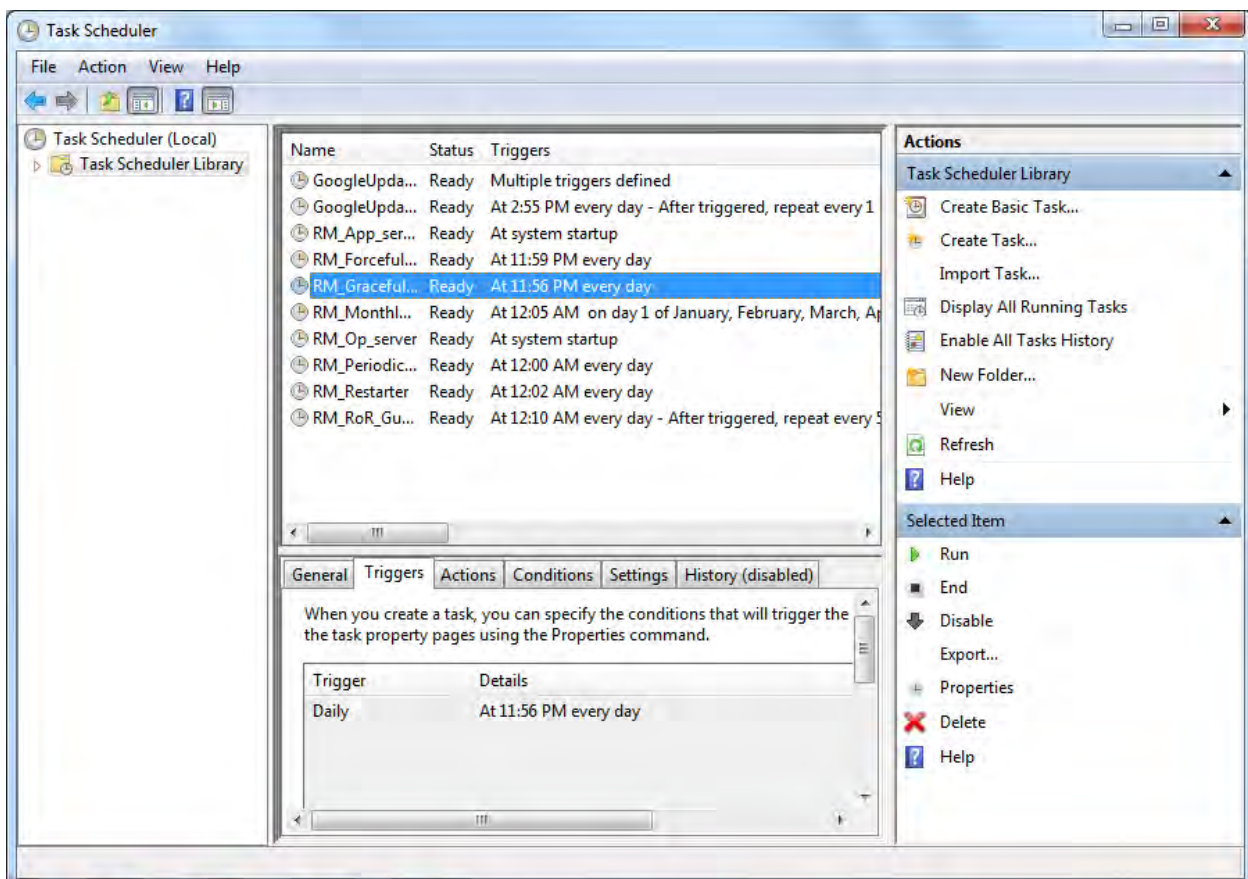 Task Scheduler
File Action View Help
Task Scheduler (Local)
Task Scheduler Library
Name Status Triggers
GoogleUpda... Ready Multiple triggers defined
GoogleUpda... Ready At 2:55 PM every day - After triggered, repeat every 1
RM_App_ser... Ready At system startup
RM_Forceful... Ready At 11:59 PM every day
RM_Graceful... Ready At 11:56 PM every day
RM_Monthl... Ready At 12:05 AM on day 1 of January, February, March, Ap
RM_Op_server Ready At system startup
RM_Periodic... Ready At 12:00 AM every day
RM_Restarter Ready At 12:02 AM every day
RM_RoR_Gu... Ready At 12:10 AM every day - After triggered, repeat every 5
General Triggers Actions Conditions Settings History (disabled)
When you create a task, you can specify the conditions that will trigger the
the task property pages using the Properties command.
Trigger Details
Daily At 11:56 PM every day
Actions
Task Scheduler Library
Create Basic Task...
Create Task...
Import Task...
Display All Running Tasks
Enable All Tasks History
New Folder...
View
Refresh
Help
Selected Item
Run
End
Disable
Export...
Properties
Delete
Help